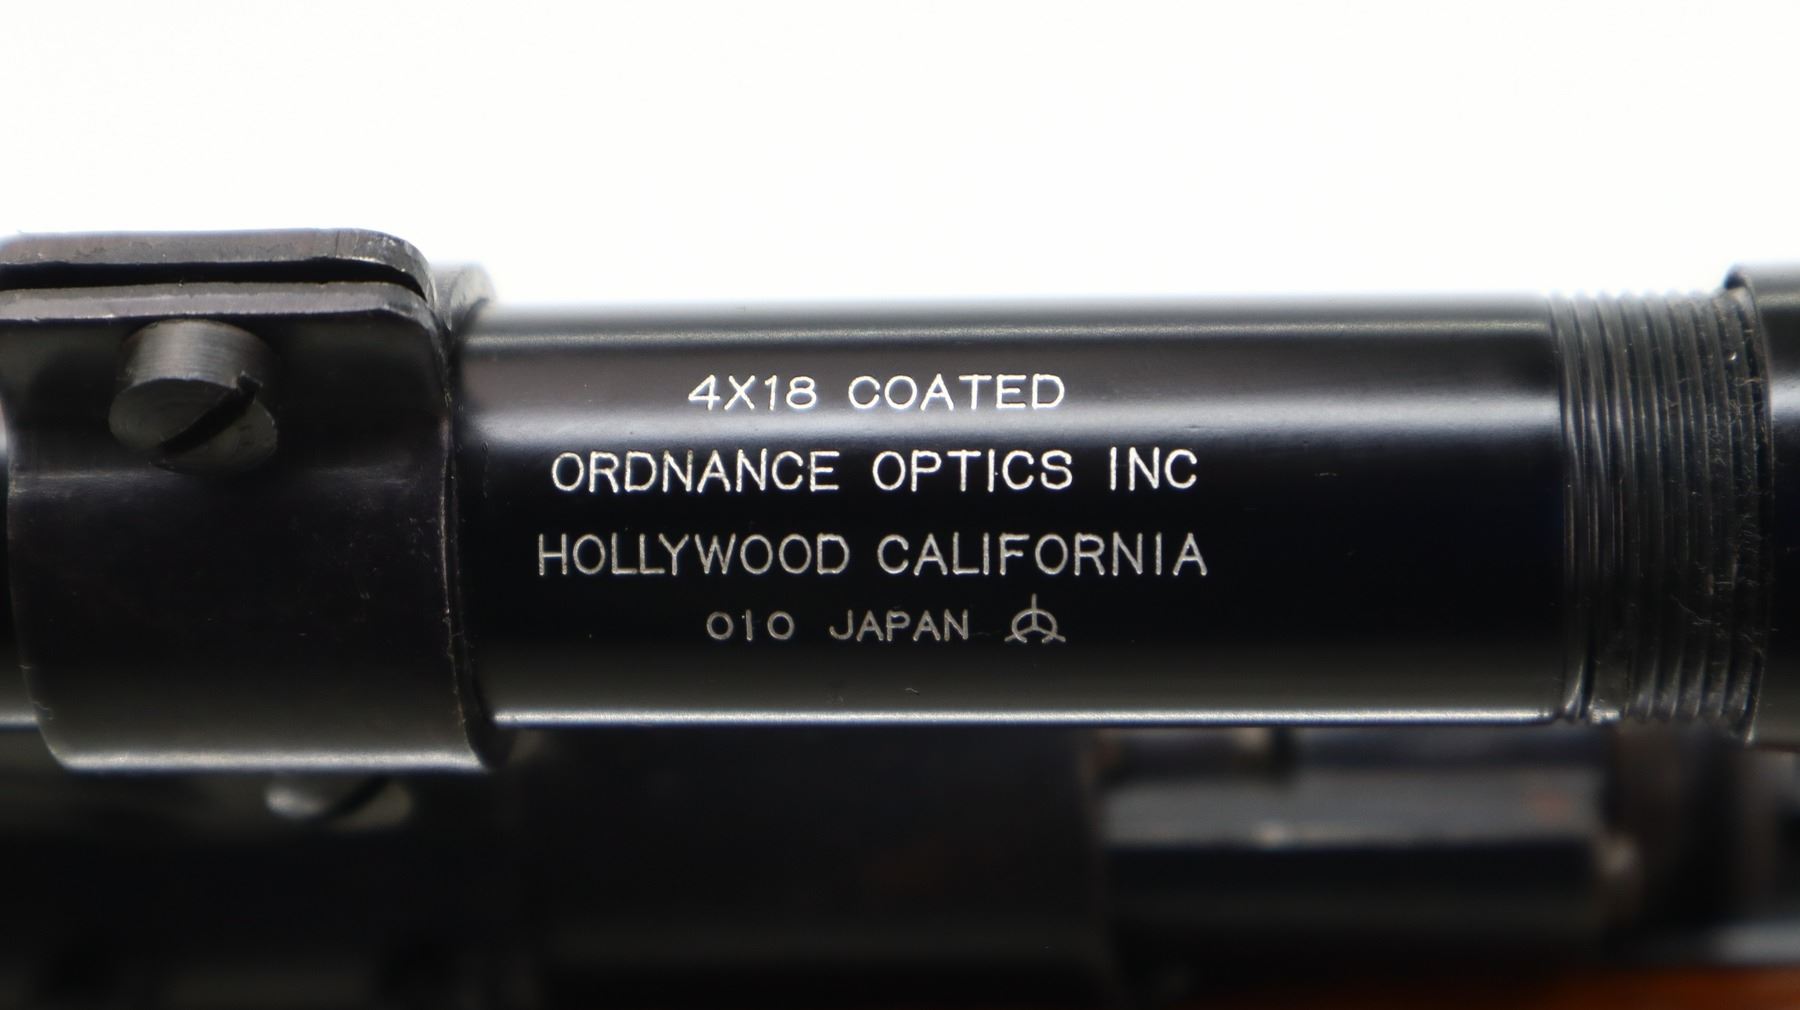 4X18 COATED
ORDNANCE OPTICS INC
HOLLYWOOD CALIFORNIA
010 JAPAN